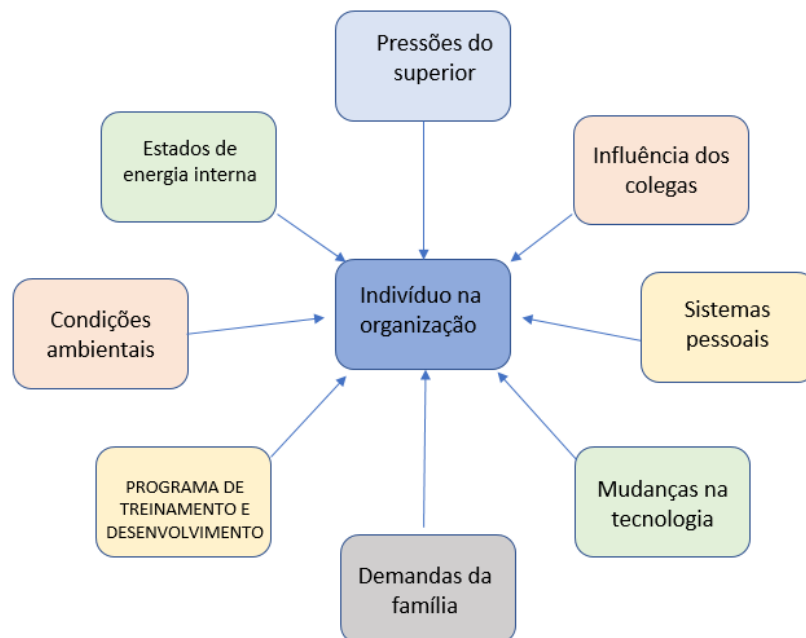 Pressões do
superior
Estados de
energia interna
Influência dos
colegas
Indivíduo na
organização
Condições
ambientais
Sistemas
pessoais
PROGRAMA DE
TREINAMENTO E
DESENVOLVIMENTO
Mudanças na
tecnologia
Demandas da
família